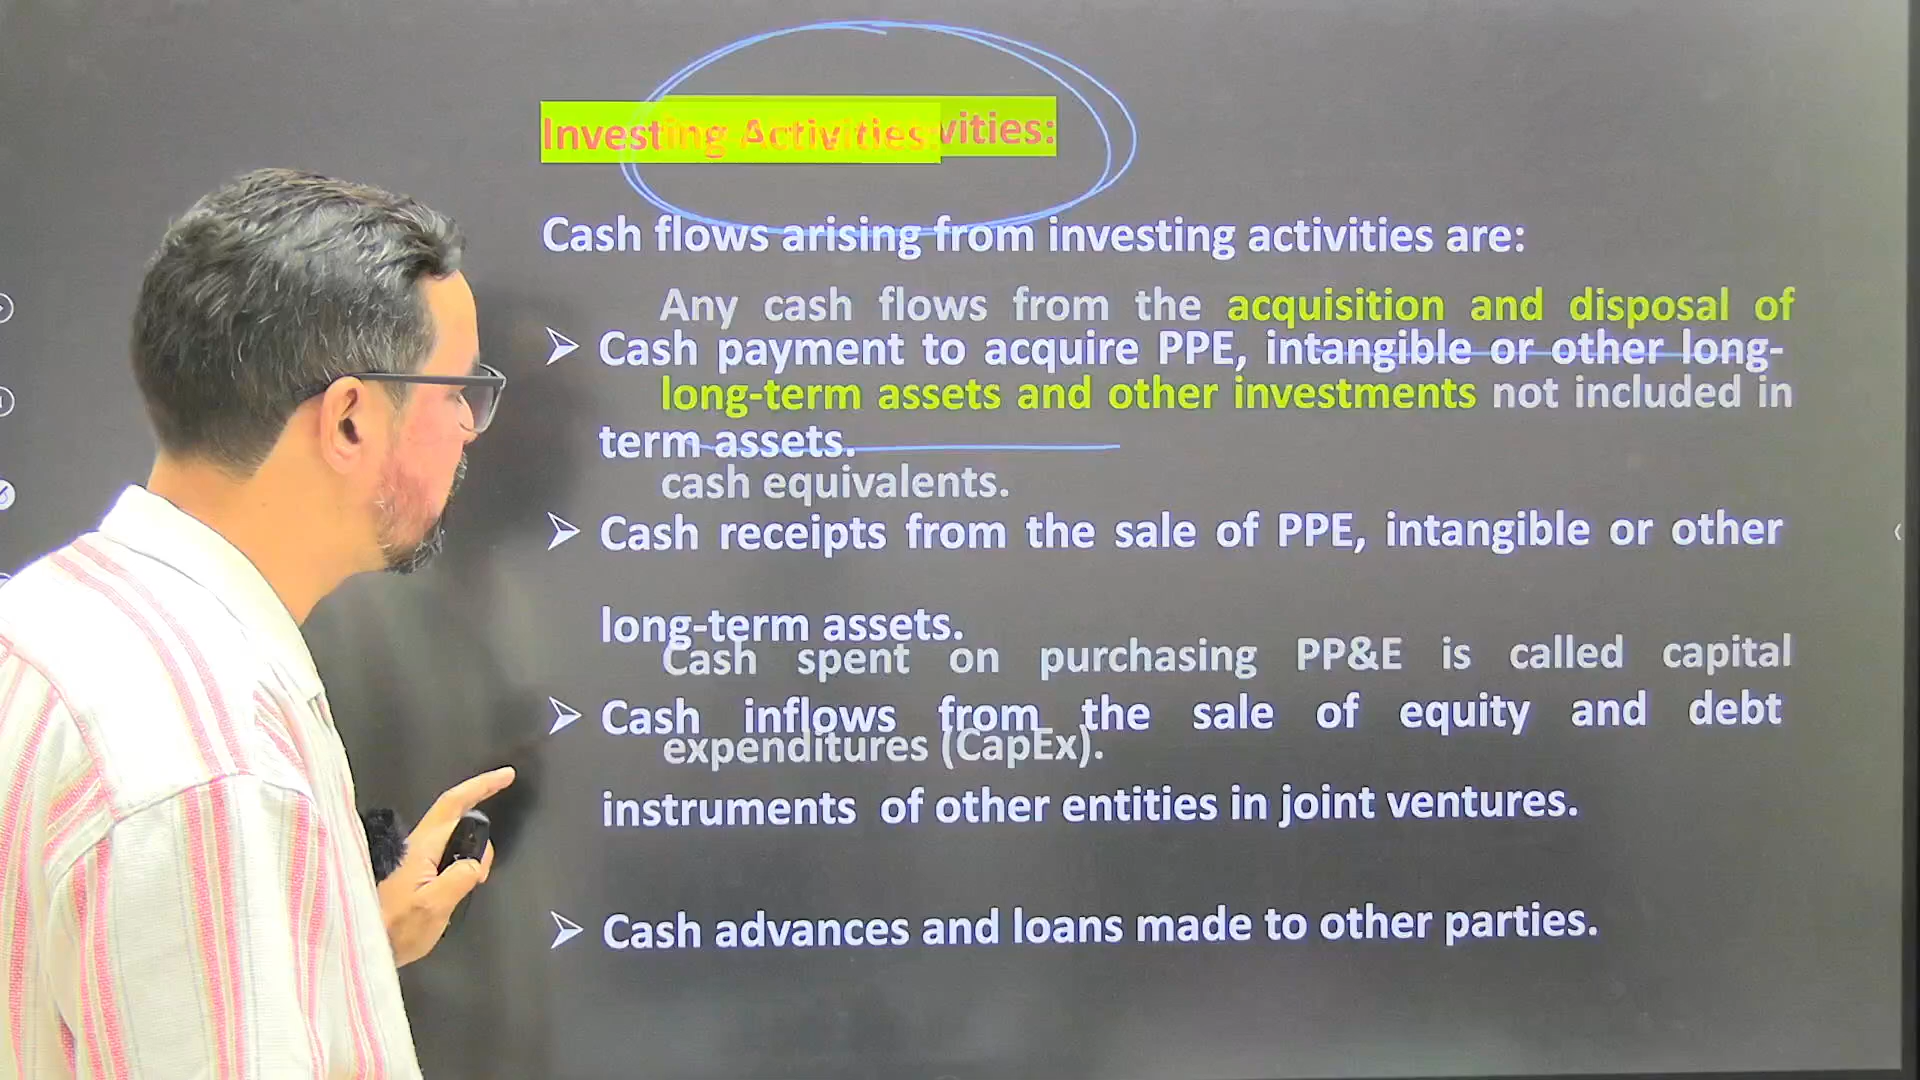 Investing Activities:
vities:
Cash flows arising from investing activities are:
Any cash flows from the acquisition and disposal of
➢ Cash payment to acquire PPE, intangible or other long-
long-term assets and other investments not included in
term assets.
cash equivalents.
➢ Cash receipts from the sale of PPE, intangible or other
long-term assets.
Cash spent on purchasing PP&E is called capital
➢ Cash inflows from the sale of equity and debt
expenditures (CapEx).
instruments of other entities in joint ventures.
➢ Cash advances and loans made to other parties.